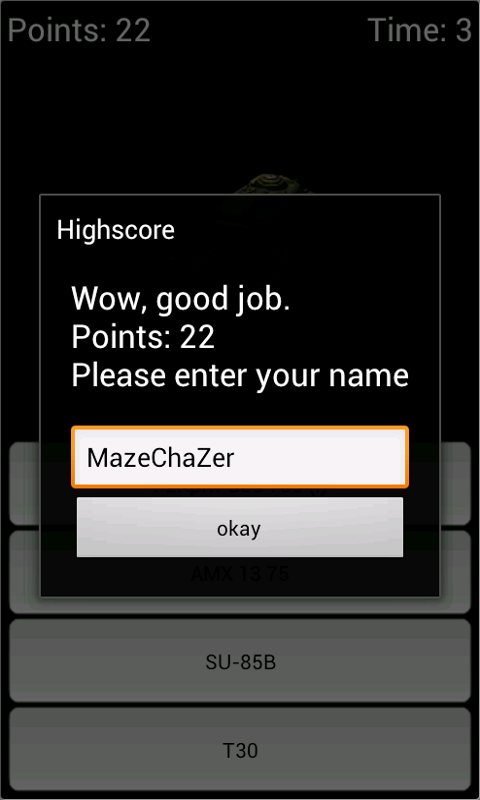 Points: 22
Time: 3
Highscore
Wow, good job.
Points: 22
Please enter your name
MazeChaZer
okay
AMX 13 75
SU-85B
T30